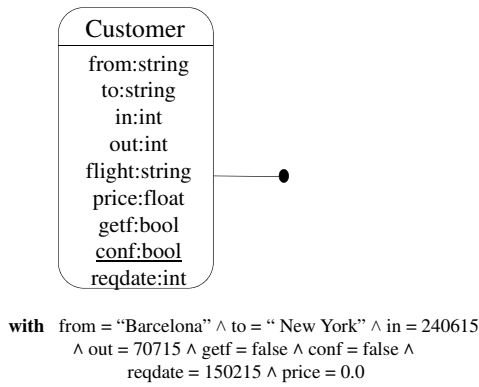 Customer
from:string
to:string
in:int
out:int
flight:string
price:float
getf:bool
conf:bool
reqdate:int
with from = “Barcelona” ∧ to = “ New York” ∧ in = 240615
∧ out = 70715 ∧ getf = false ∧ conf = false ∧
reqdate = 150215 ∧ price = 0.0